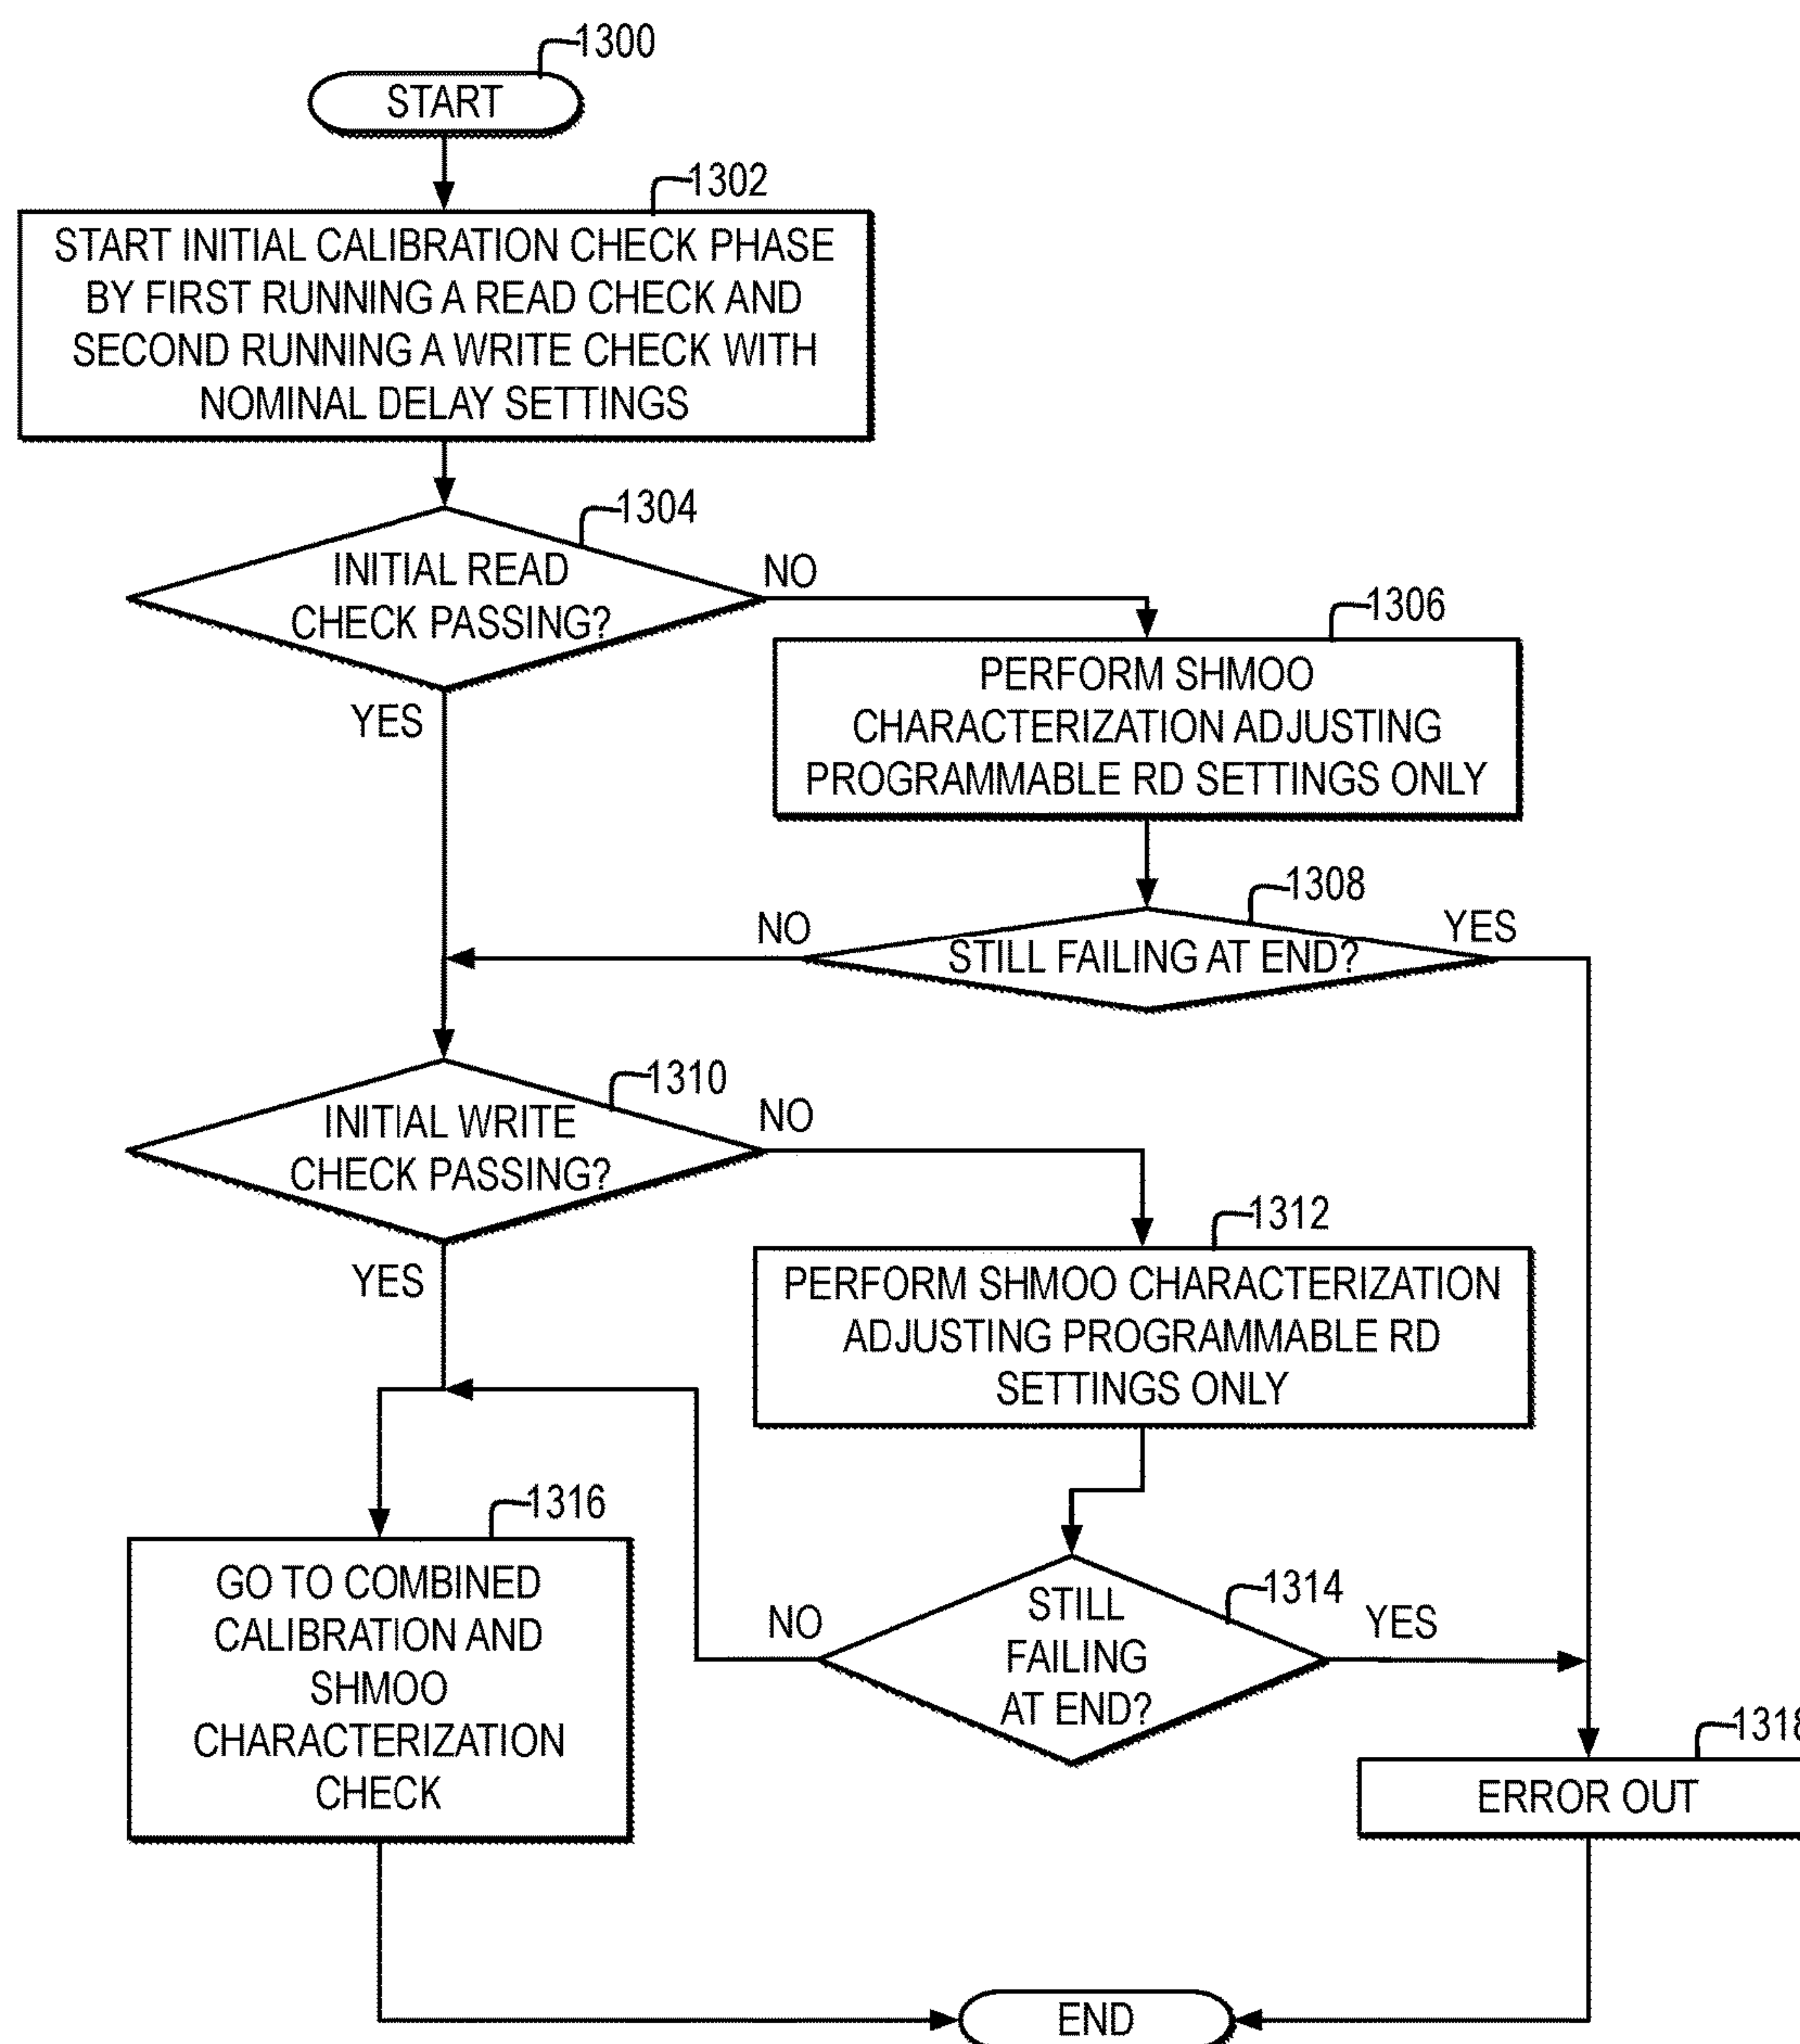 1300
START
1302
START INITIAL CALIBRATION CHECK PHASE
BY FIRST RUNNING A READ CHECK AND
SECOND RUNNING A WRITE CHECK WITH
NOMINAL DELAY SETTINGS
1304
INITIAL READ
CHECK PASSING?
NO
YES
1306
PERFORM SHMOO
CHARACTERIZATION ADJUSTING
PROGRAMMABLE RD SETTINGS ONLY
1308
NO
STILL FAILING AT END?
YES
1310
INITIAL WRITE
CHECK PASSING?
NO
YES
1312
PERFORM SHMOO CHARACTERIZATION
ADJUSTING PROGRAMMABLE RD
SETTINGS ONLY
1316
GO TO COMBINED
CALIBRATION AND
SHMOO
CHARACTERIZATION
CHECK
1314
NO
STILL
FAILING
AT END?
YES
1318
ERROR OUT
END